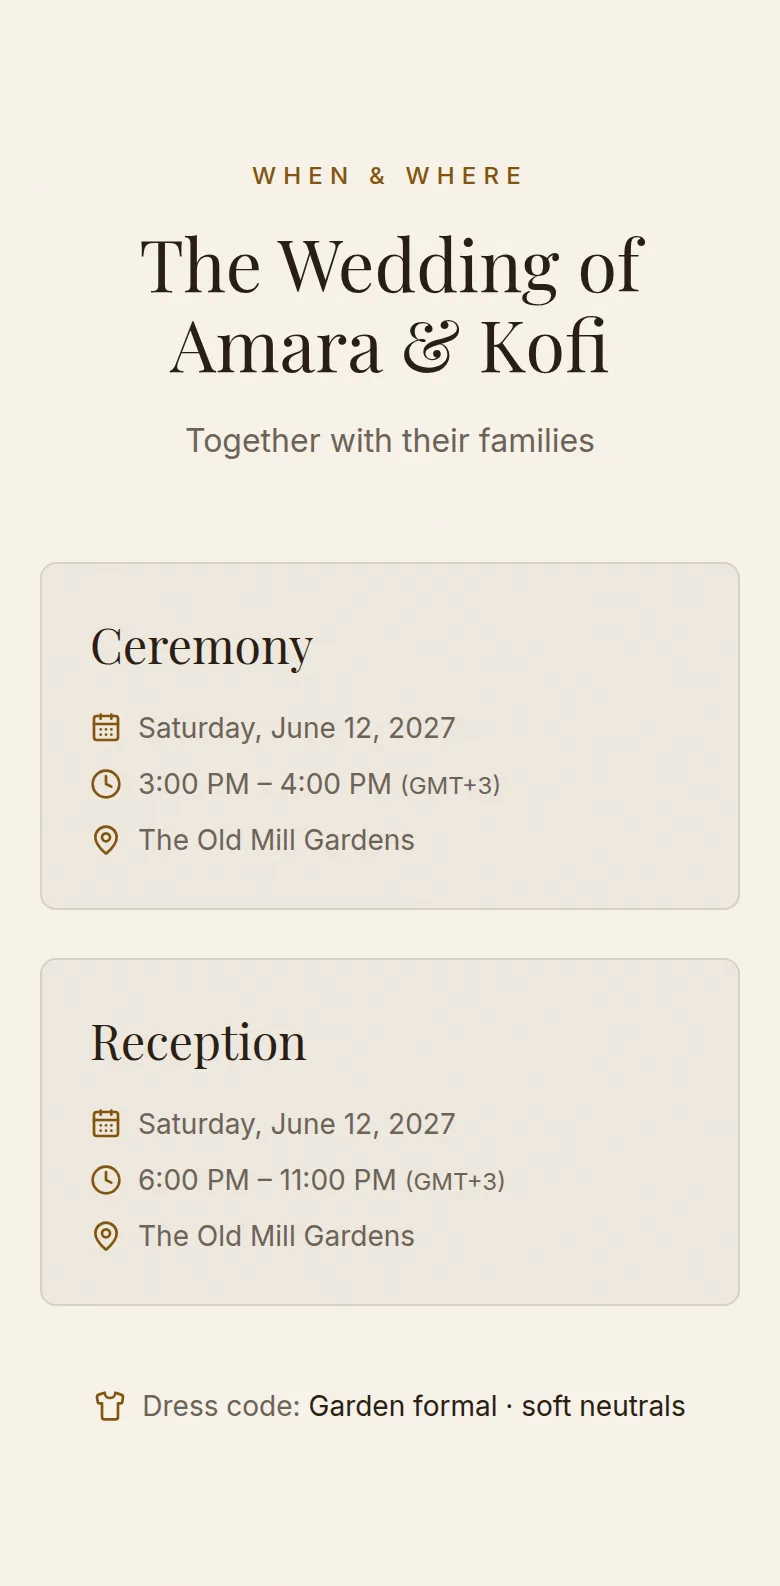 WHEN & WHERE
The Wedding of
Amara & Kofi
Together with their families
Ceremony
Saturday, June 12, 2027
3:00 PM – 4:00 PM (GMT+3)
The Old Mill Gardens
Reception
Saturday, June 12, 2027
6:00 PM – 11:00 PM (GMT+3)
The Old Mill Gardens
Dress code: Garden formal · soft neutrals